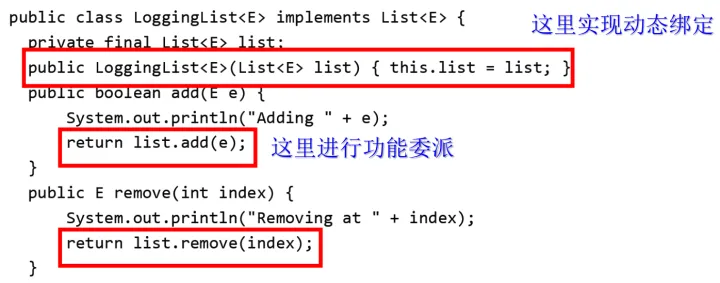 public class LoggingList<E> implements List<E> {
这里实现动态绑定
private final List<E> list;
public LoggingList<E>(List<E> list) { this.list = list; }
public boolean add(E e) {
System.out.println("Adding " + e);
return list.add(e);
这里进行功能委派
}
public E remove(int index) {
System.out.println("Removing at " + index);
return list.remove(index);
}